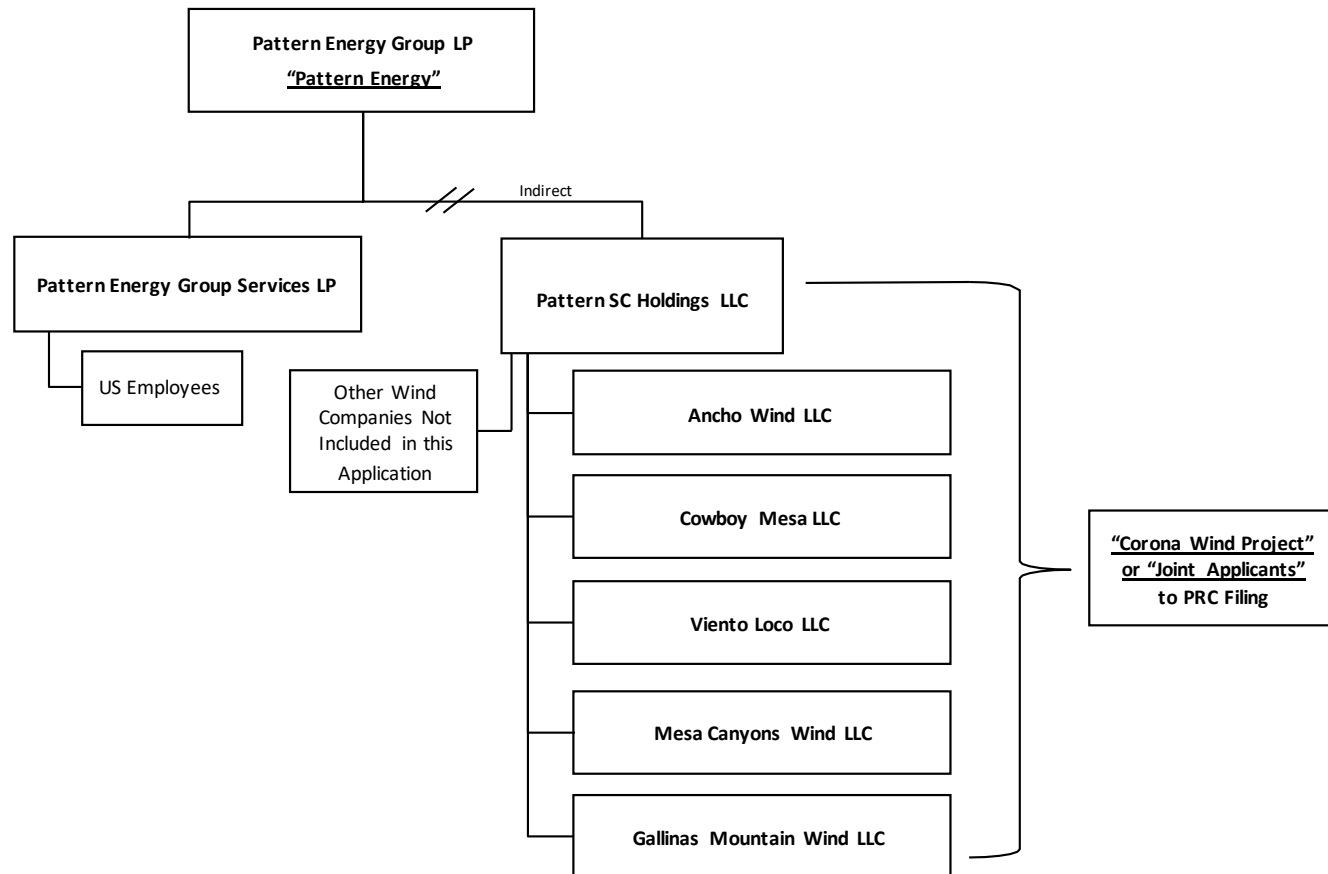 Pattern Energy Group LP
“Pattern Energy”
Indirect
Pattern Energy Group Services LP
Pattern SC Holdings LLC
US Employees
Other Wind
Companies Not
Included in this
Application
Ancho Wind LLC
Cowboy Mesa LLC
Viento Loco LLC
Mesa Canyons Wind LLC
Gallinas Mountain Wind LLC
“Corona Wind Project”
or “Joint Applicants”
to PRC Filing